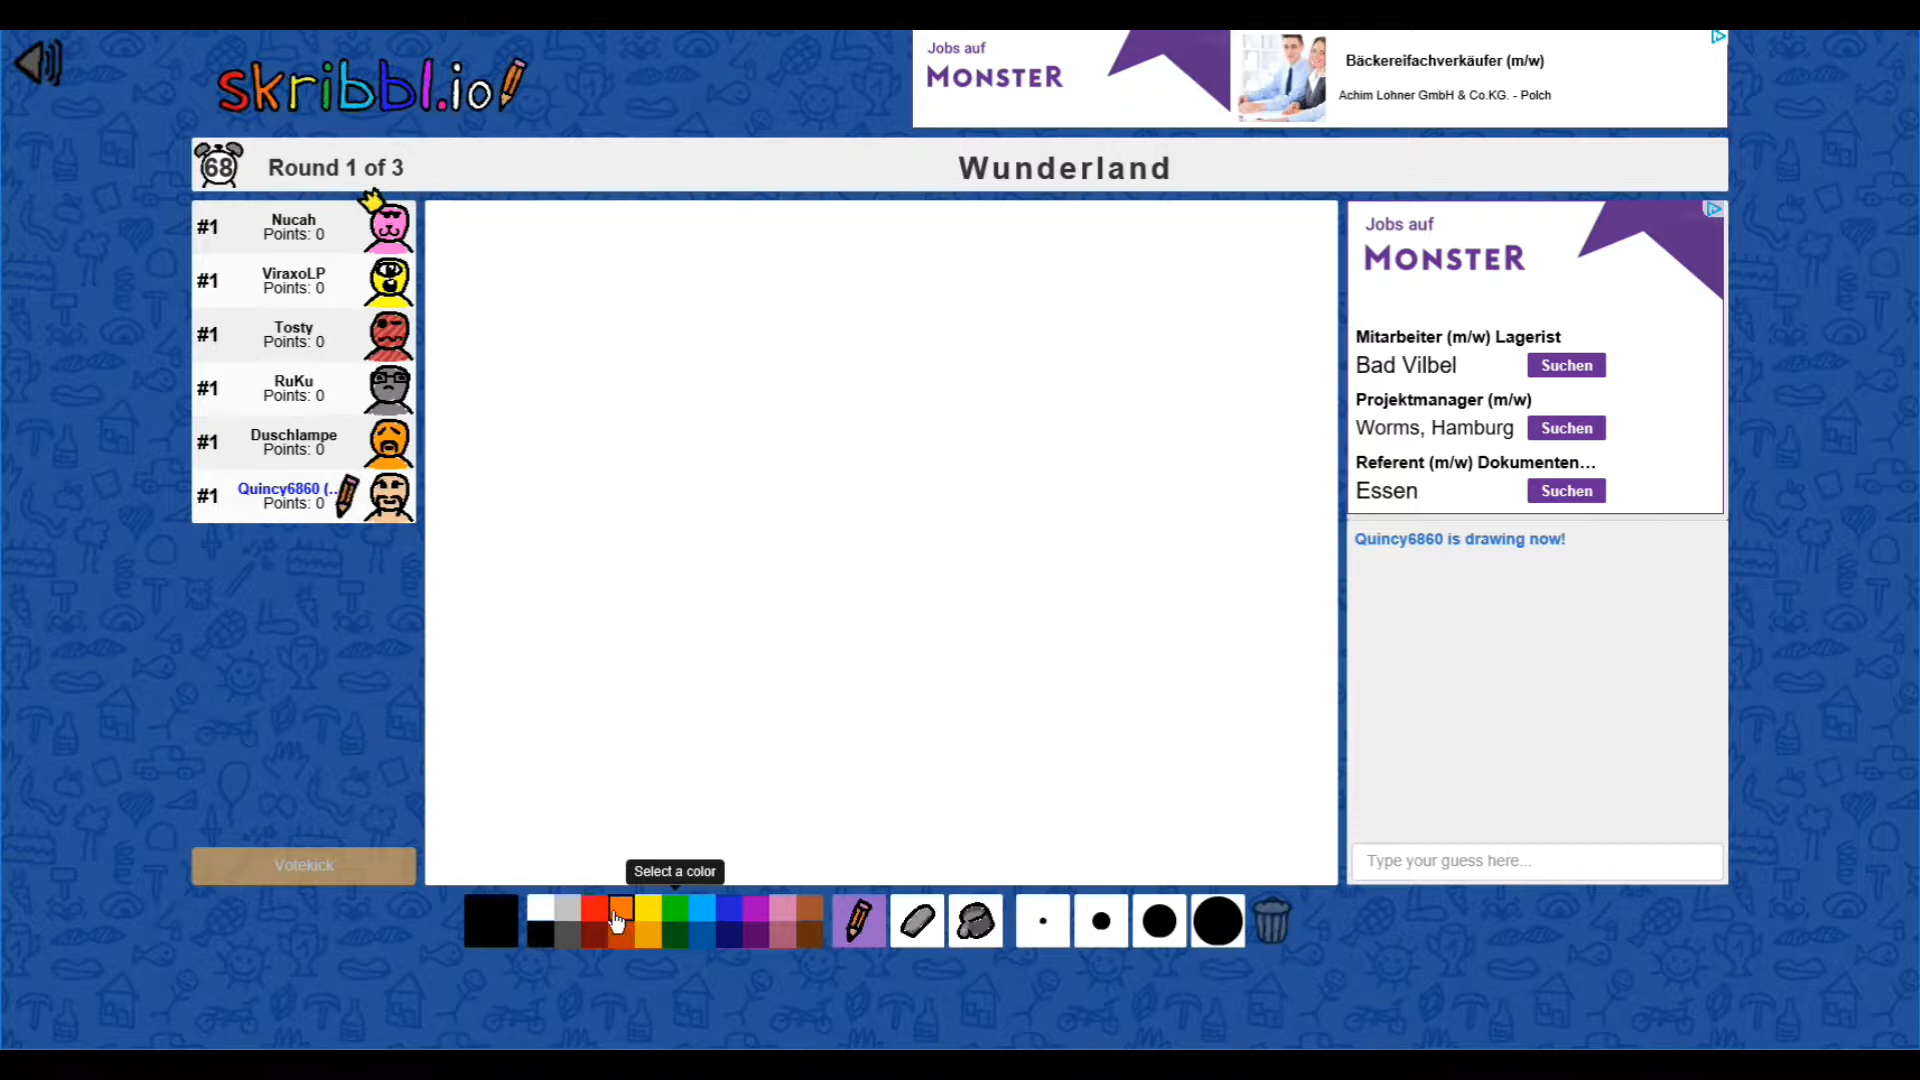 skribbl.io
Jobs auf
MONSTER
Bäckereifachverkäufer (m/w)
Achim Lohner GmbH & Co.KG. - Polch
68
Round 1 of 3
Wunderland
#1
Nucah
Points: 0
#1
ViraxoLP
Points: 0
#1
Tosty
Points: 0
#1
RuKu
Points: 0
#1
Duschlampe
Points: 0
#1
Quincy6860 (...
Points: 0
Votekick
Select a color
Jobs auf
MONSTER
Mitarbeiter (m/w) Lagerist
Bad Vilbel
Suchen
Projektmanager (m/w)
Worms, Hamburg
Suchen
Referent (m/w) Dokumenten...
Essen
Suchen
Quincy6860 is drawing now!
Type your guess here...